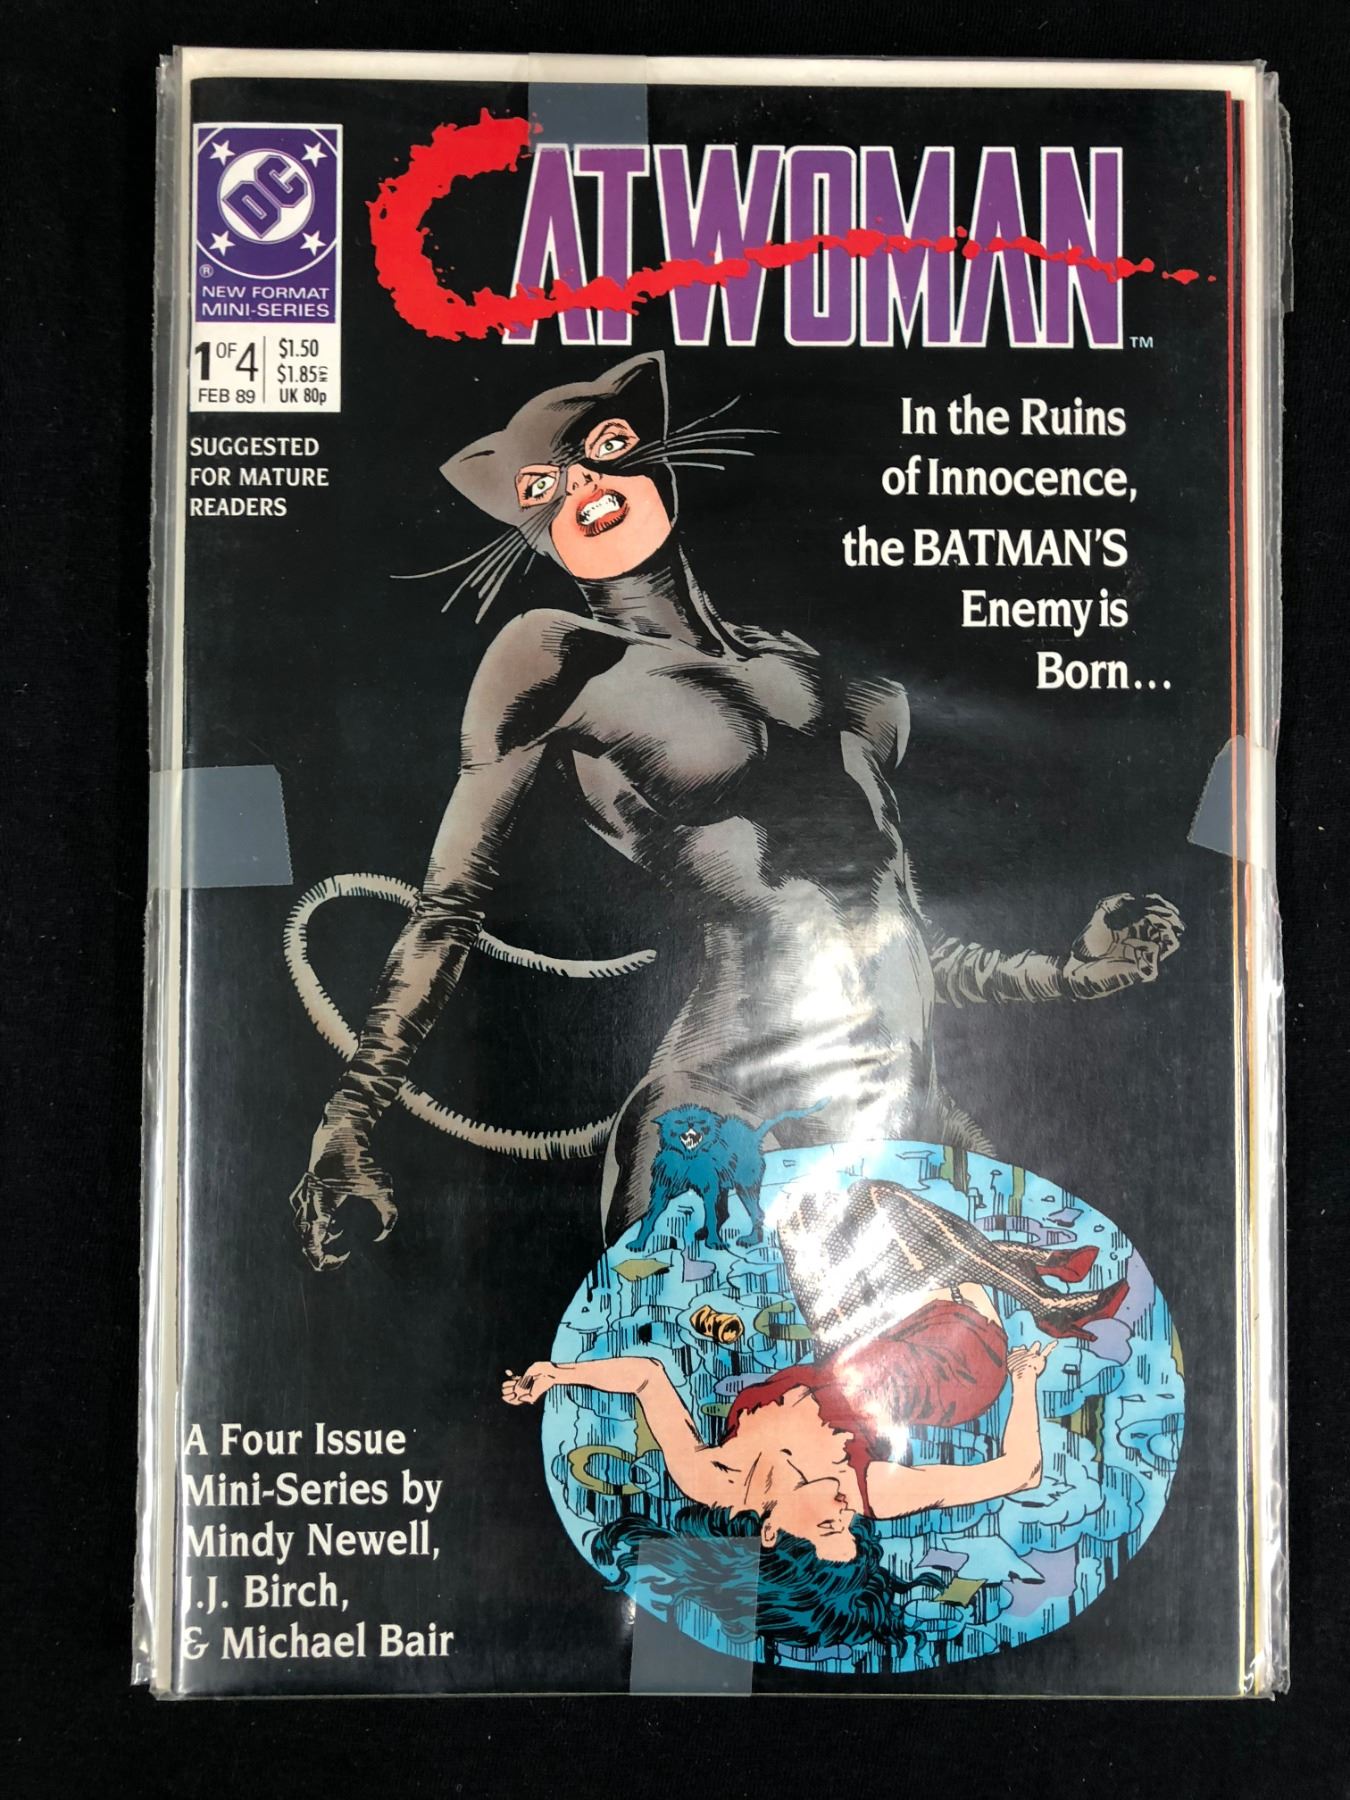 DC
®
NEW FORMAT
MINI-SERIES
1 OF 4
FEB 89
$1.50
$1.85 CAN
UK 80p
SUGGESTED
FOR MATURE
READERS
CATWOMAN
TM
In the Ruins
of Innocence,
the BATMAN'S
Enemy is
Born...
A Four Issue
Mini-Series by
Mindy Newell,
J.J. Birch,
& Michael Bair